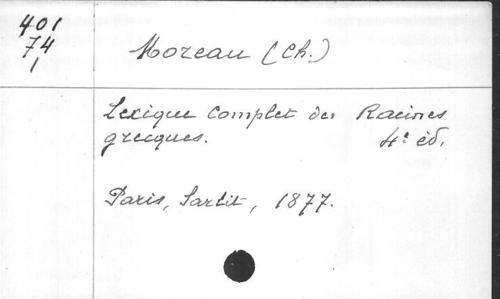 401
74
1
Moreau (Ch.)
Lexique complet des Racines
grecques. 4e éd.
Paris, Sarlit, 1877.